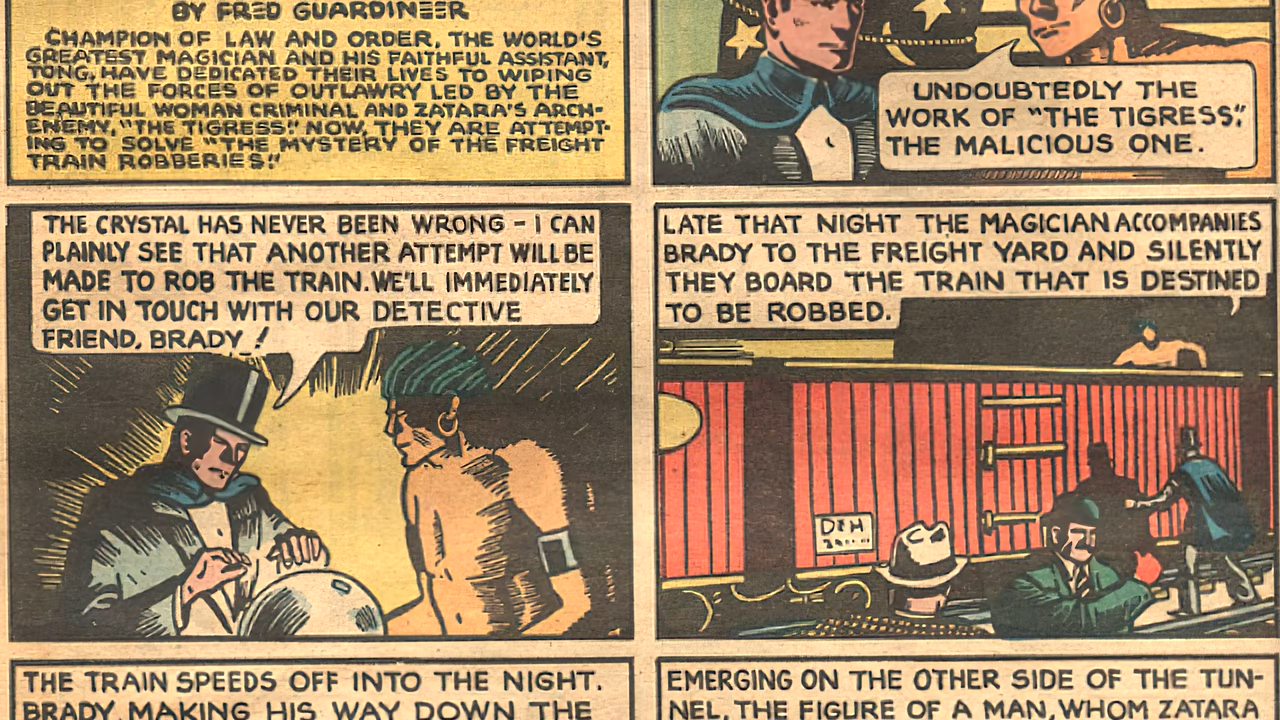 BY FRED GUARDINEER
CHAMPION OF LAW AND ORDER, THE WORLD'S
GREATEST MAGICIAN AND HIS FAITHFUL ASSISTANT,
TONG, HAVE DEDICATED THEIR LIVES TO WIPING
OUT THE FORCES OF OUTLAWRY LED BY THE
BEAUTIFUL WOMAN CRIMINAL AND ZATARA'S ARCH-
ENEMY, "THE TIGRESS." NOW, THEY ARE ATTEMPT-
ING TO SOLVE "THE MYSTERY OF THE FREIGHT
TRAIN ROBBERIES."
UNDOUBTEDLY THE
WORK OF "THE TIGRESS",
THE MALICIOUS ONE.
THE CRYSTAL HAS NEVER BEEN WRONG - I CAN
PLAINLY SEE THAT ANOTHER ATTEMPT WILL BE
MADE TO ROB THE TRAIN. WE'LL IMMEDIATELY
GET IN TOUCH WITH OUR DETECTIVE
FRIEND, BRADY!
LATE THAT NIGHT THE MAGICIAN ACCOMPANIES
BRADY TO THE FREIGHT YARD AND SILENTLY
THEY BOARD THE TRAIN THAT IS DESTINED
TO BE ROBBED.
D&H
THE TRAIN SPEEDS OFF INTO THE NIGHT.
BRADY, MAKING HIS WAY DOWN THE
EMERGING ON THE OTHER SIDE OF THE TUN-
NEL, THE FIGURE OF A MAN, WHOM ZATARA